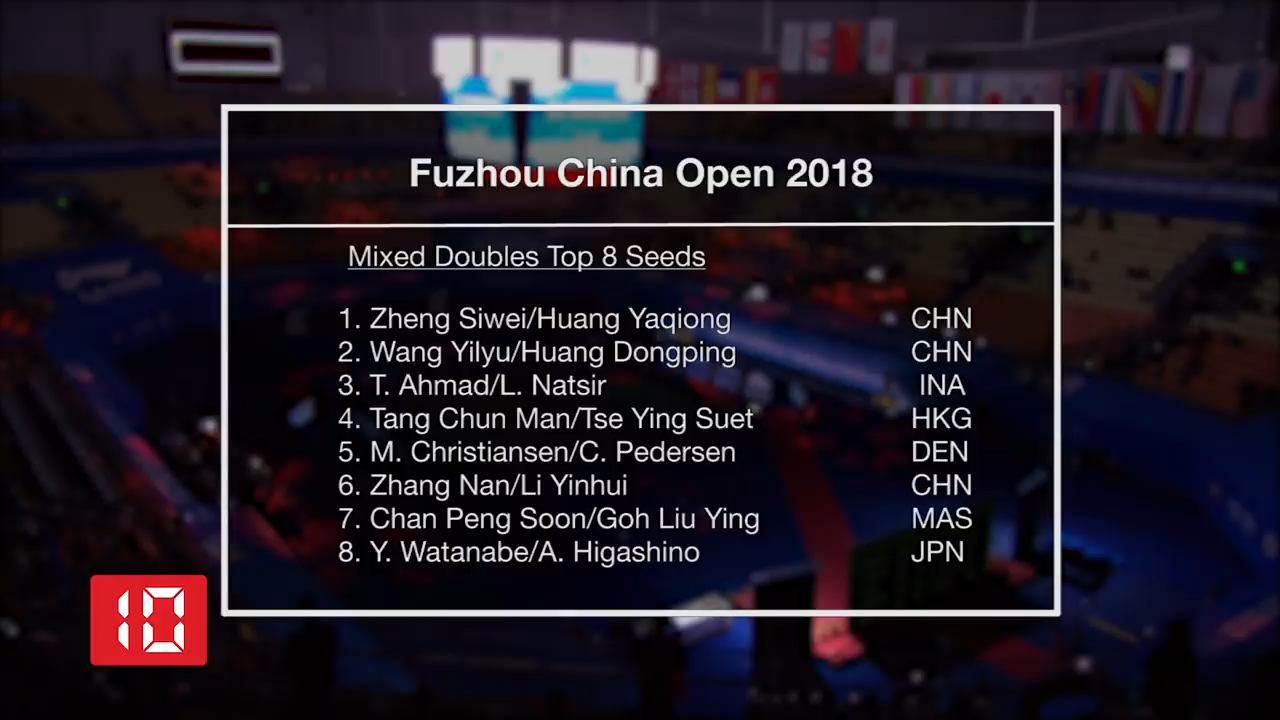 Fuzhou China Open 2018
Mixed Doubles Top 8 Seeds
1. Zheng Siwei/Huang Yaqiong CHN
2. Wang Yilyu/Huang Dongping CHN
3. T. Ahmad/L. Natsir INA
4. Tang Chun Man/Tse Ying Suet HKG
5. M. Christiansen/C. Pedersen DEN
6. Zhang Nan/Li Yinhui CHN
7. Chan Peng Soon/Goh Liu Ying MAS
8. Y. Watanabe/A. Higashino JPN
10